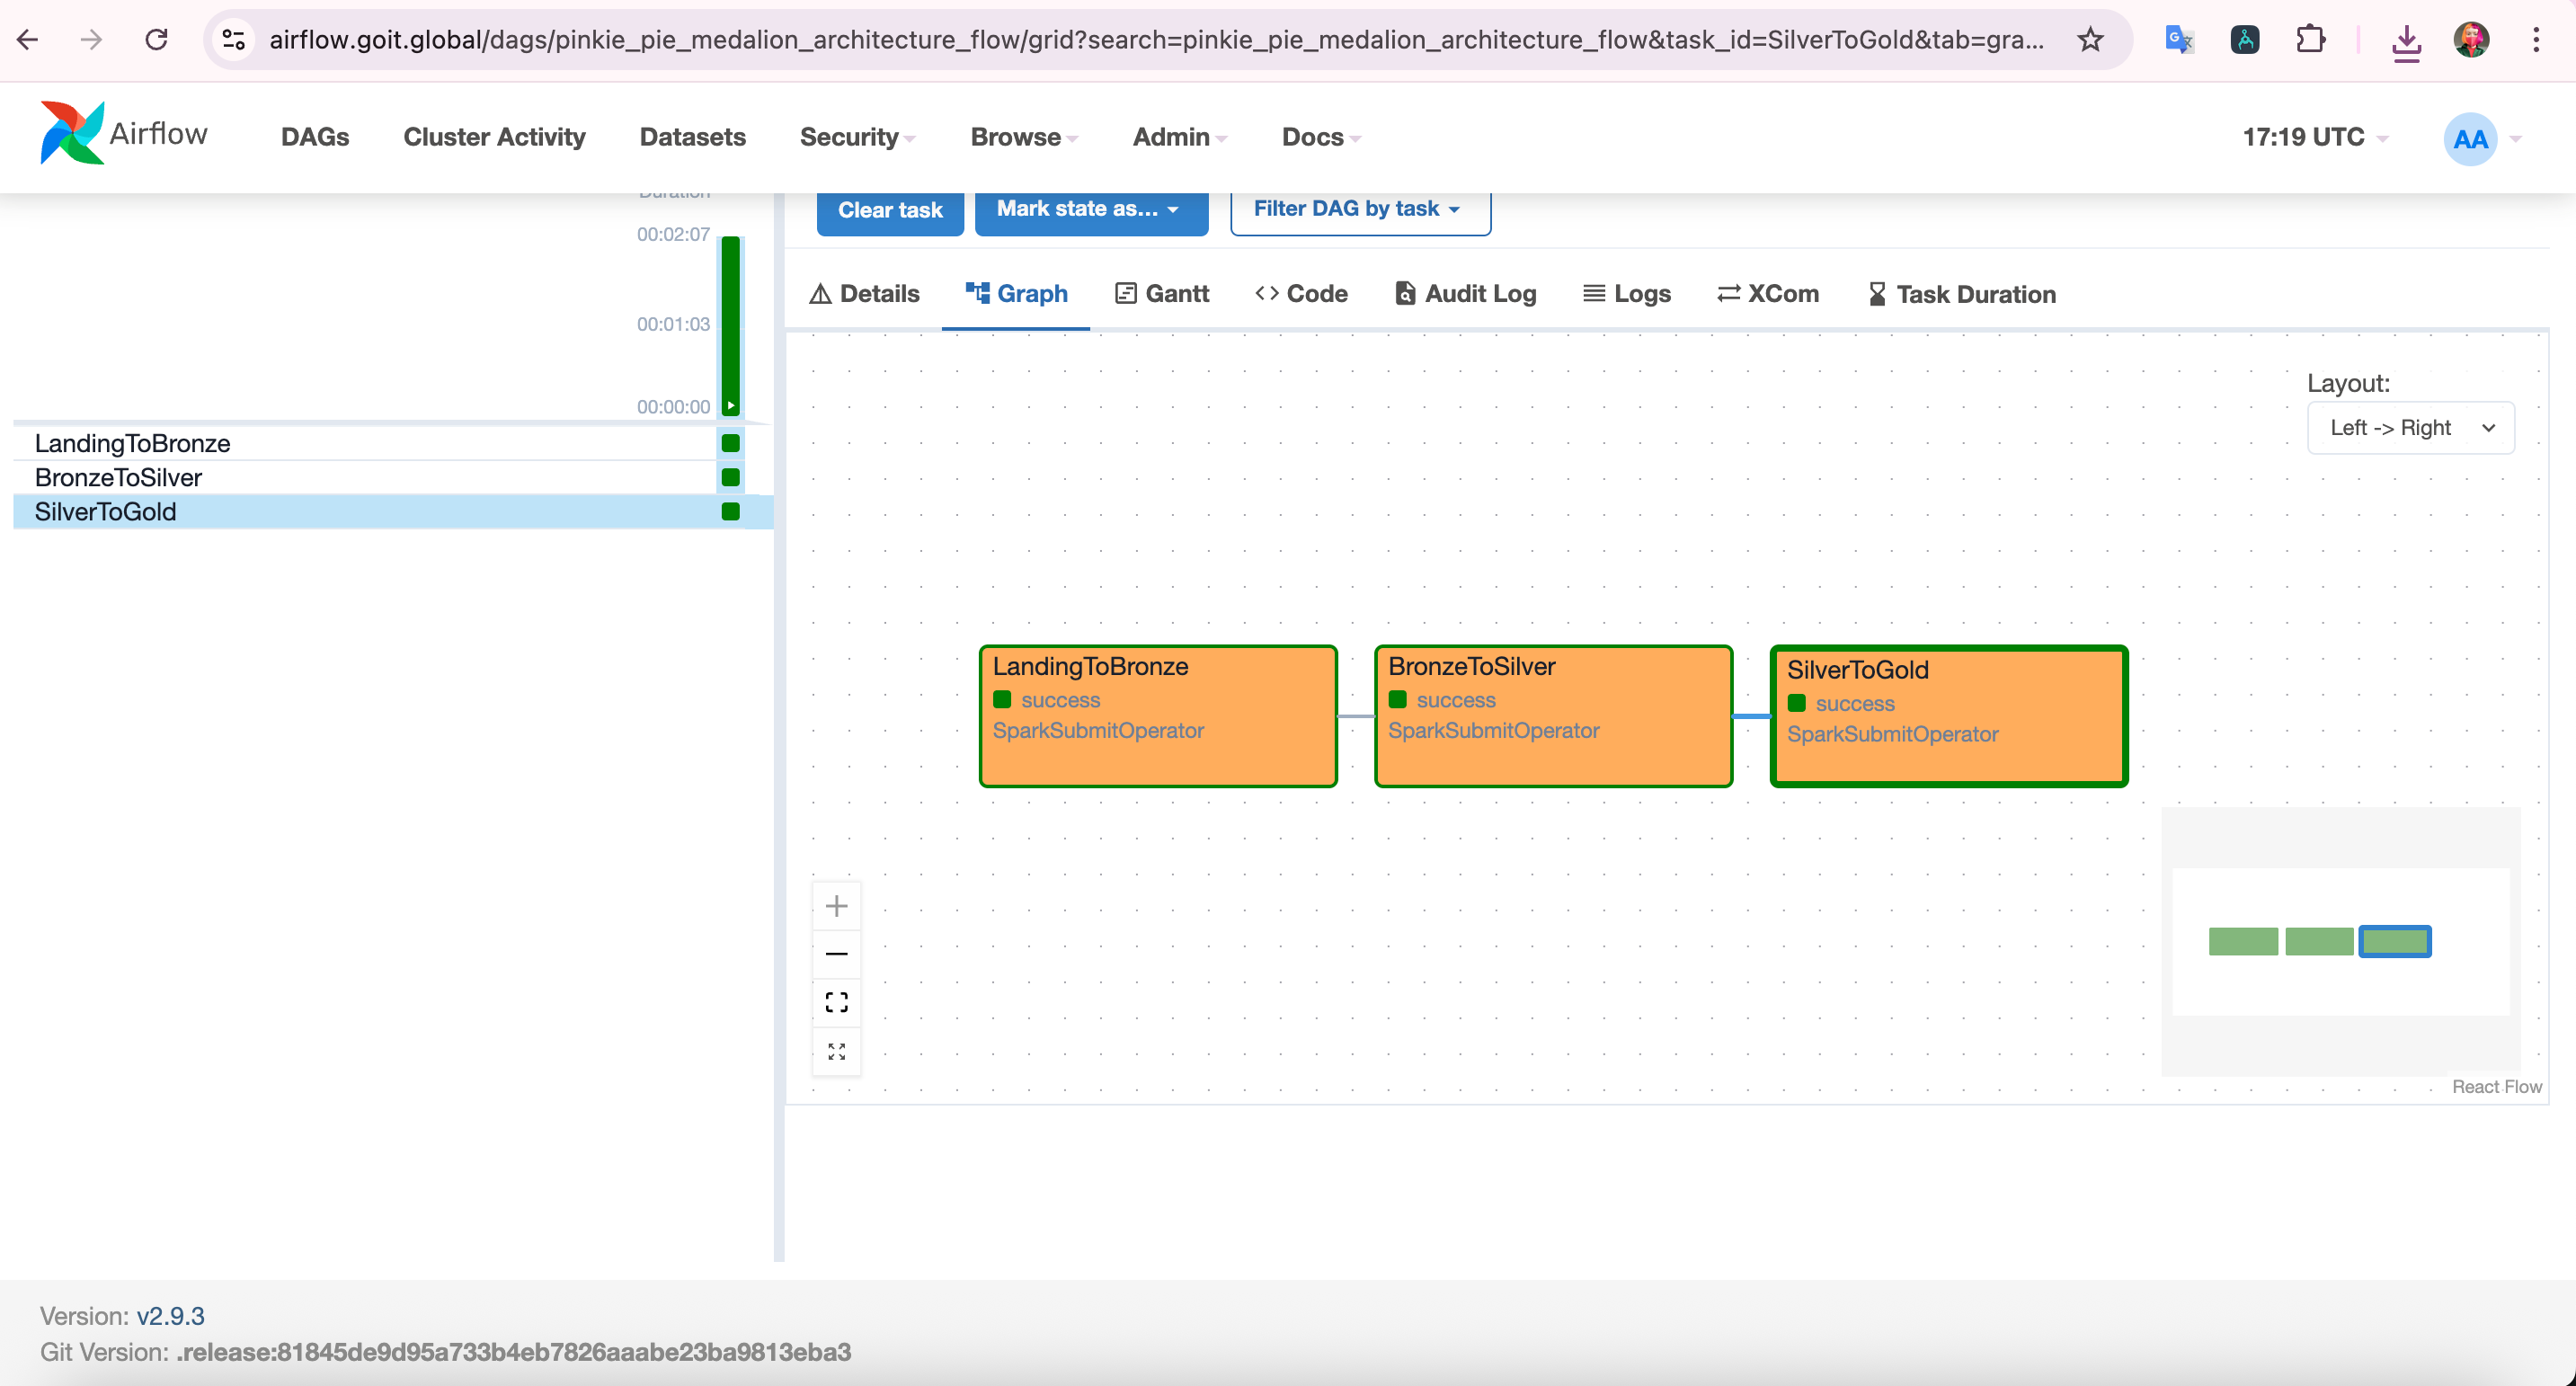 airflow.goit.global/dags/pinkie_pie_medalion_architecture_flow/grid?search=pinkie_pie_medalion_architecture_flow&task_id=SilverToGold&tab=gra...
Airflow
DAGs
Cluster Activity
Datasets
Security
Browse
Admin
Docs
17:19 UTC
AA
Duration
00:02:07
00:01:03
00:00:00
LandingToBronze
BronzeToSilver
SilverToGold
Clear task
Mark state as...
Filter DAG by task
Details
Graph
Gantt
Code
Audit Log
Logs
XCom
Task Duration
Layout:
Left -> Right
LandingToBronze
success
SparkSubmitOperator
BronzeToSilver
success
SparkSubmitOperator
SilverToGold
success
SparkSubmitOperator
React Flow
Version: v2.9.3
Git Version: .release:81845de9d95a733b4eb7826aaabe23ba9813eba3